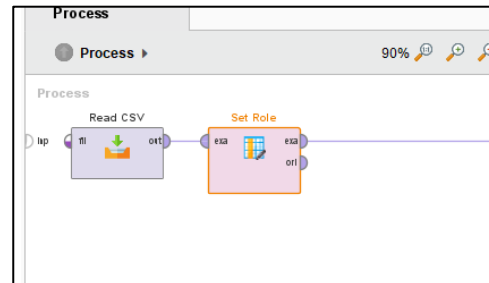 Process
Process
90%
Process
Read CSV
Set Role
inp
fil
out
exa
exa
ori